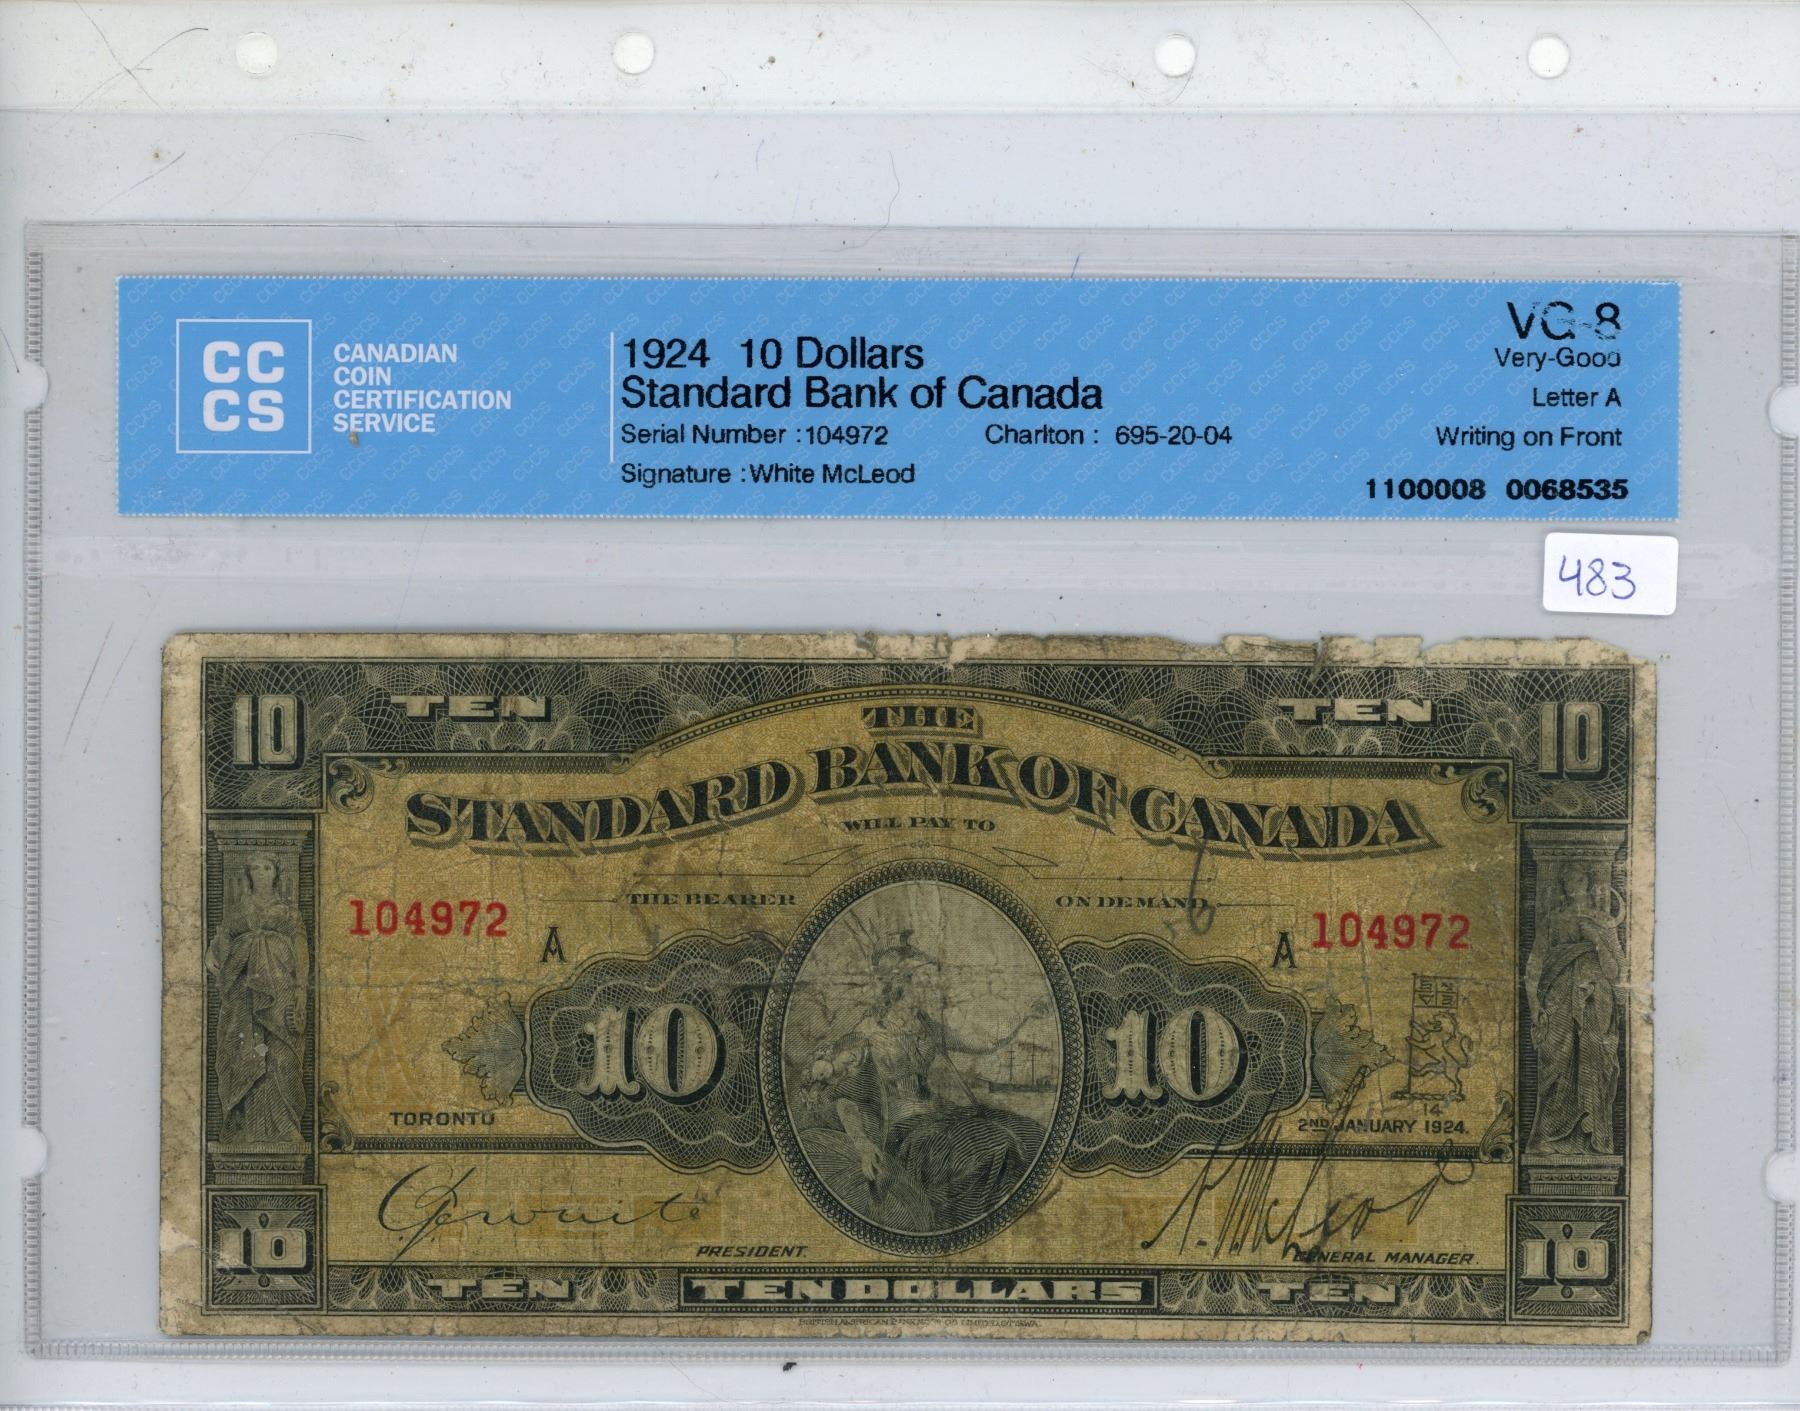 CC
CS
CANADIAN
COIN
CERTIFICATION
SERVICE
1924 10 Dollars
Standard Bank of Canada
Serial Number : 104972 Charlton : 695-20-04
Signature : White McLeod
VG-8
Very-Good
Letter A
Writing on Front
1100008 0068535
483
10 TEN TEN 10
THE
STANDARD BANK OF CANADA
WILL PAY TO
THE BEARER ON DEMAND
104972 A A 104972
10 10
14
TORONTO 2ND JANUARY 1924.
PRESIDENT. GENERAL MANAGER.
10 TEN TEN DOLLARS TEN 10